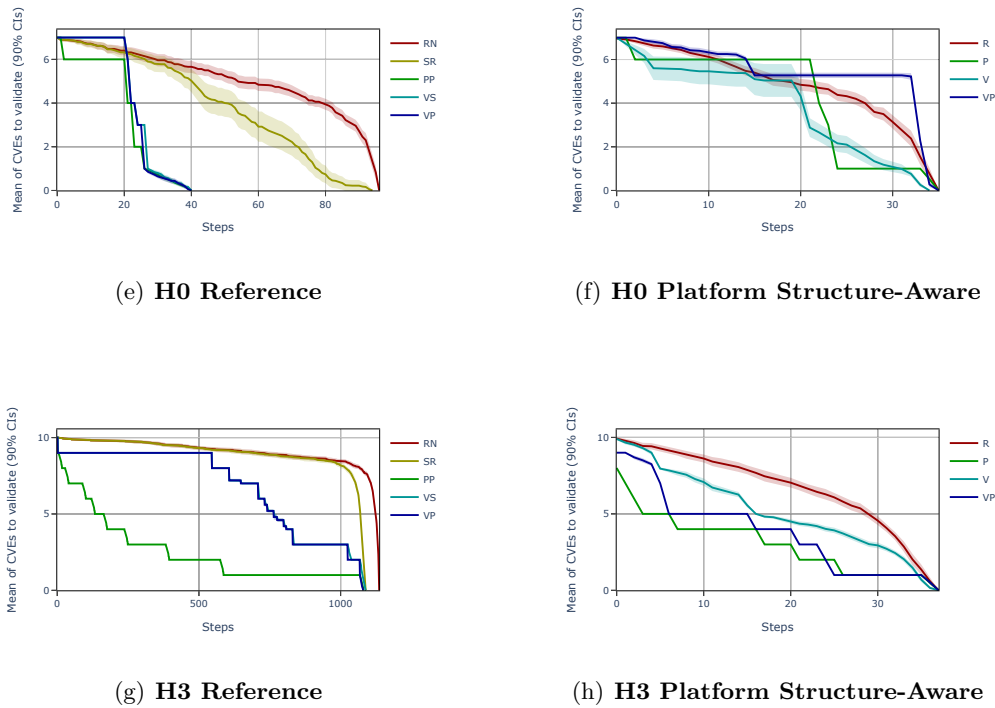 Mean of CVEs to validate (90% CIs)
6
4
2
0
0
20
40
60
80
Steps
RN
SR
PP
VS
VP
(e) H0 Reference
Mean of CVEs to validate (90% CIs)
6
4
2
0
0
10
20
30
Steps
R
P
V
VP
(f) H0 Platform Structure-Aware
Mean of CVEs to validate (90% CIs)
10
5
0
0
500
1000
Steps
RN
SR
PP
VS
VP
(g) H3 Reference
Mean of CVEs to validate (90% CIs)
10
5
0
0
10
20
30
Steps
R
P
V
VP
(h) H3 Platform Structure-Aware